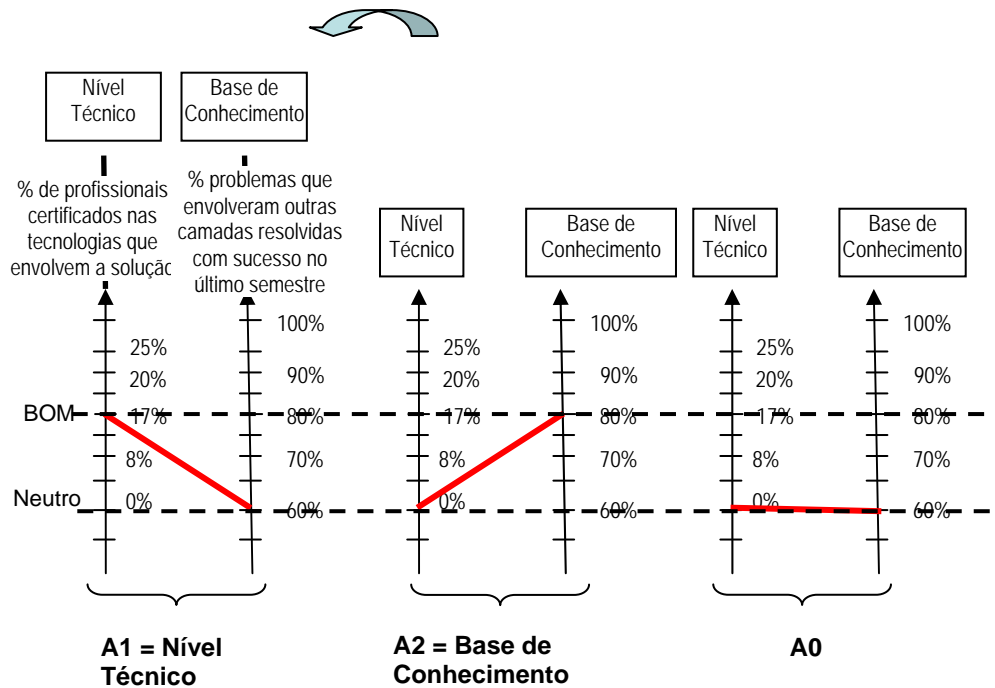 Nível
Técnico
Base de
Conhecimento
% de profissionais
certificados nas
tecnologias que
envolvem a solução
% problemas que
envolveram outras
camadas resolvidas
com sucesso no
último semestre
Nível
Técnico
Base de
Conhecimento
Nível
Técnico
Base de
Conhecimento
25%
20%
17%
8%
0%
100%
90%
80%
70%
60%
25%
20%
17%
8%
0%
100%
90%
80%
70%
60%
25%
20%
17%
8%
0%
100%
90%
80%
70%
60%
BOM
Neutro
A1 = Nível
Técnico
A2 = Base de
Conhecimento
A0